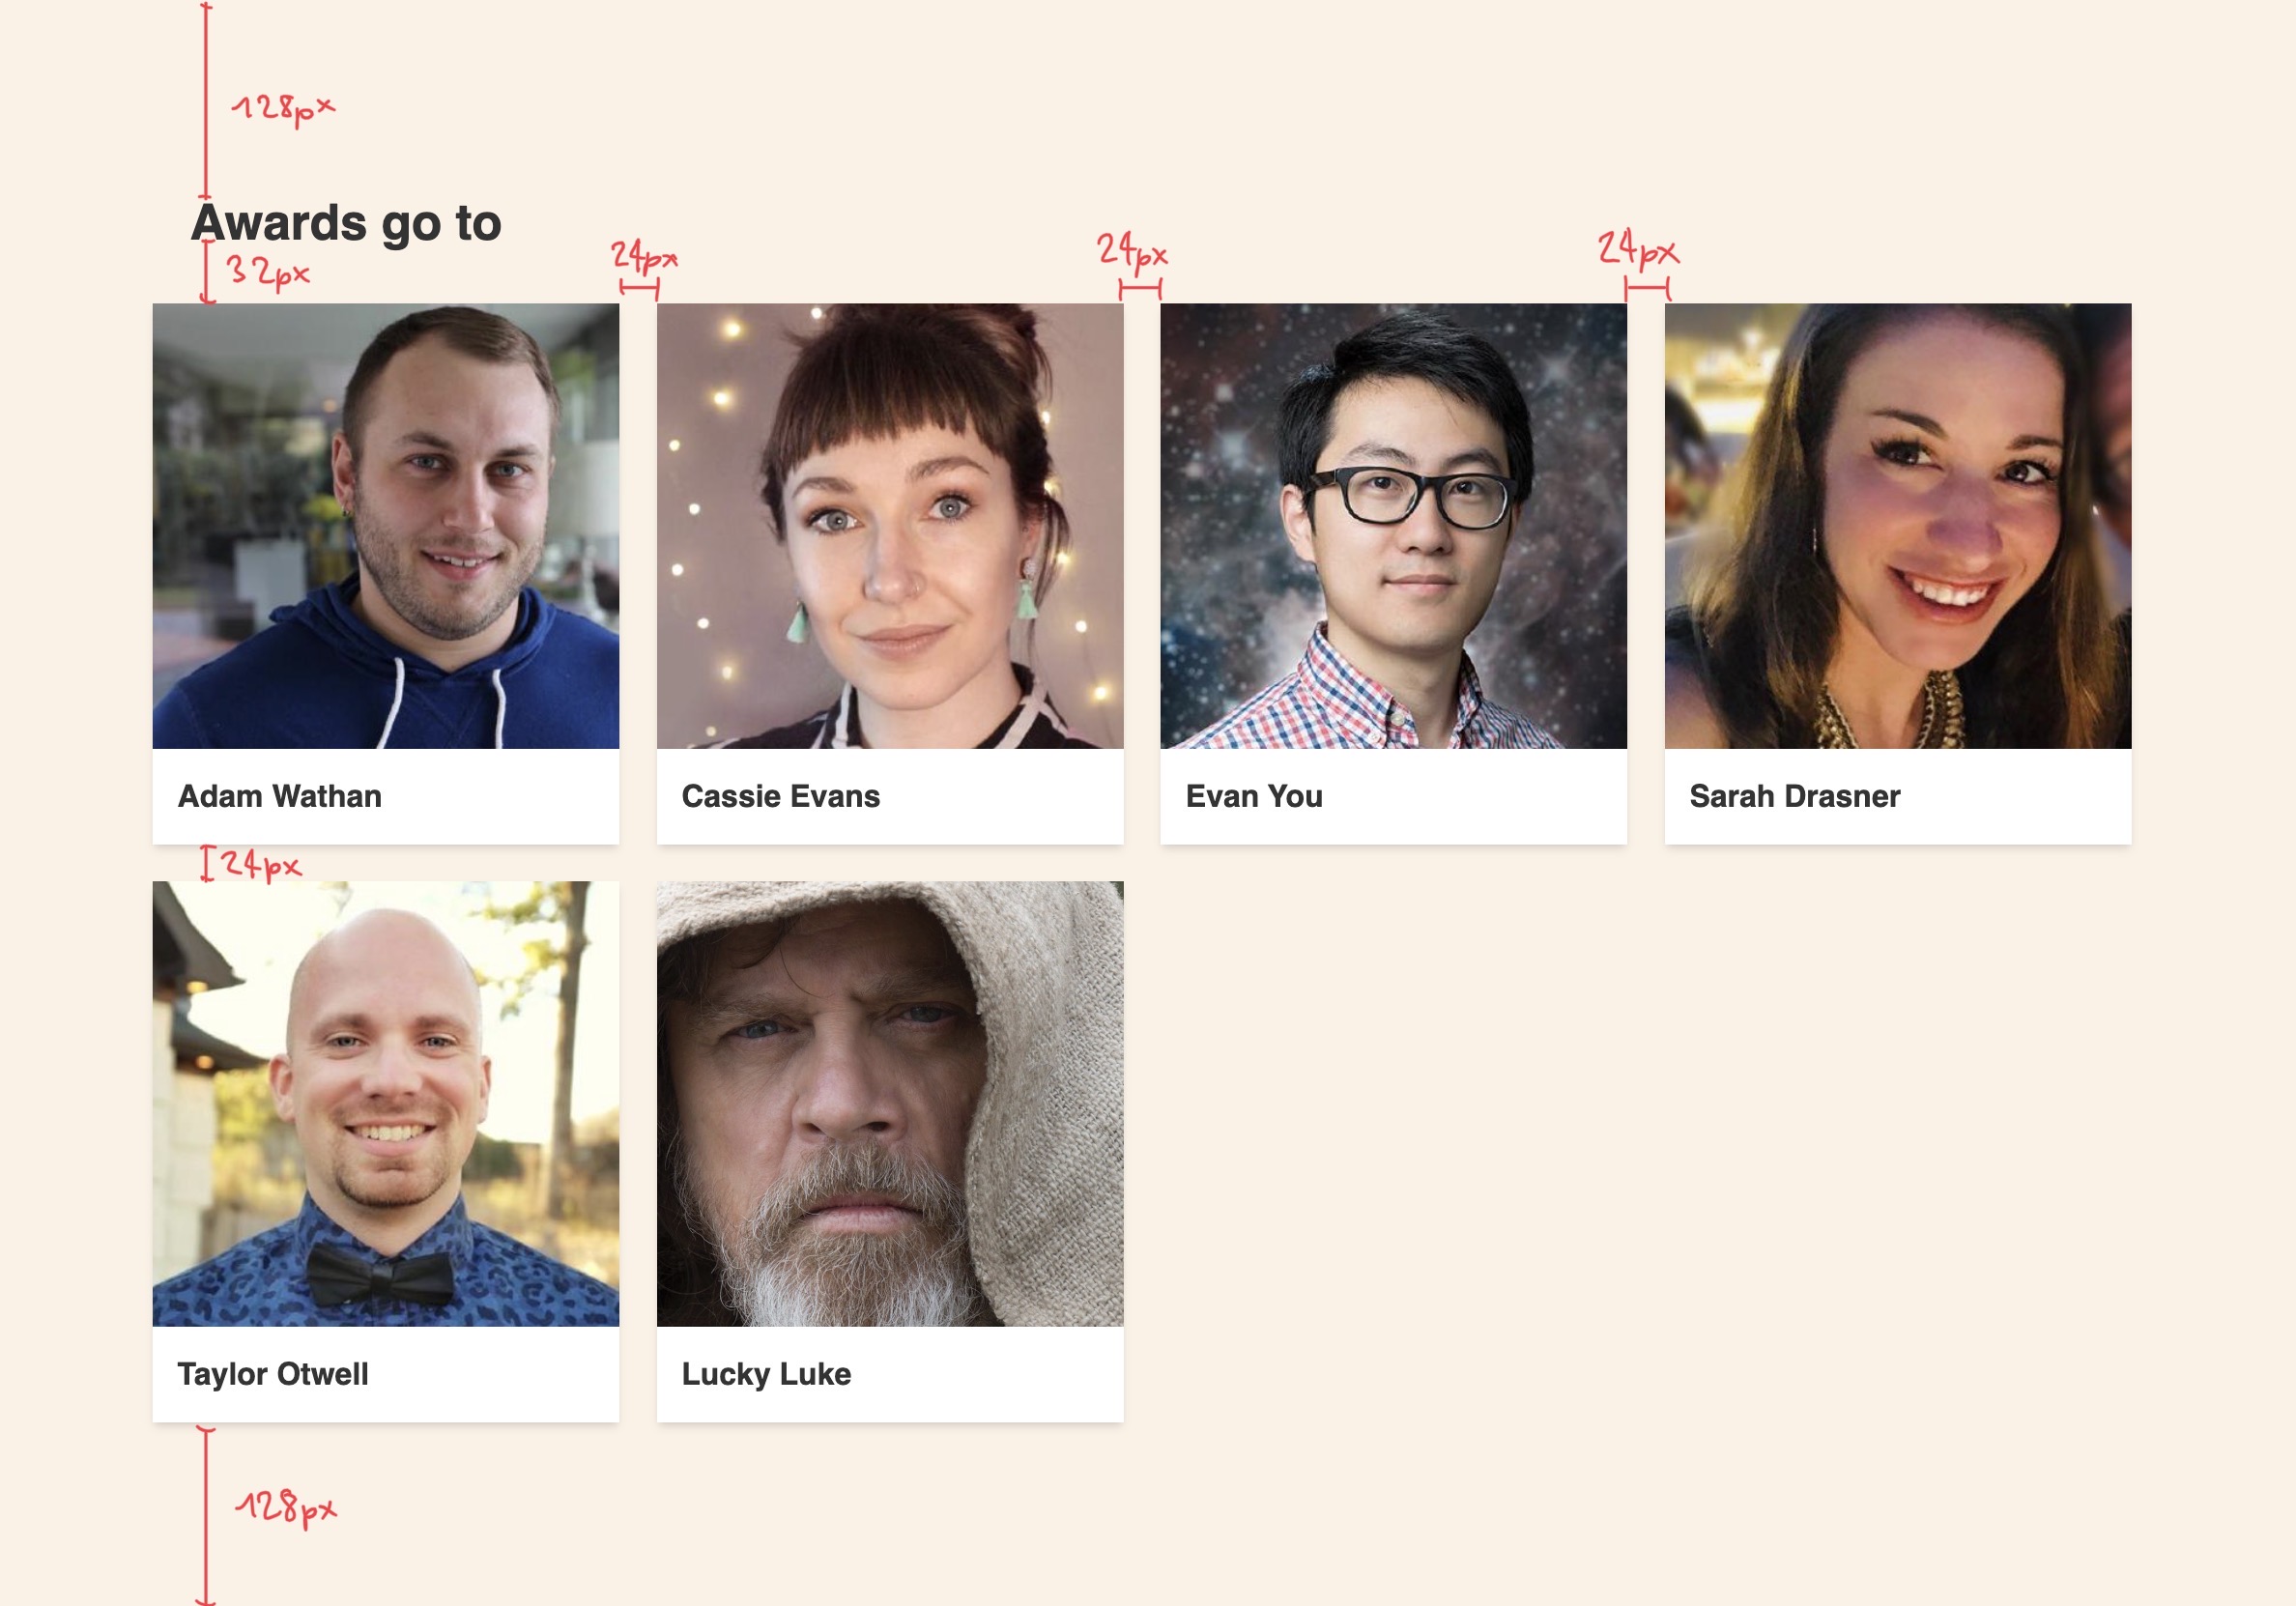 128px
Awards go to
32px
24px
24px
24px
Adam Wathan
Cassie Evans
Evan You
Sarah Drasner
24px
Taylor Otwell
Lucky Luke
128px